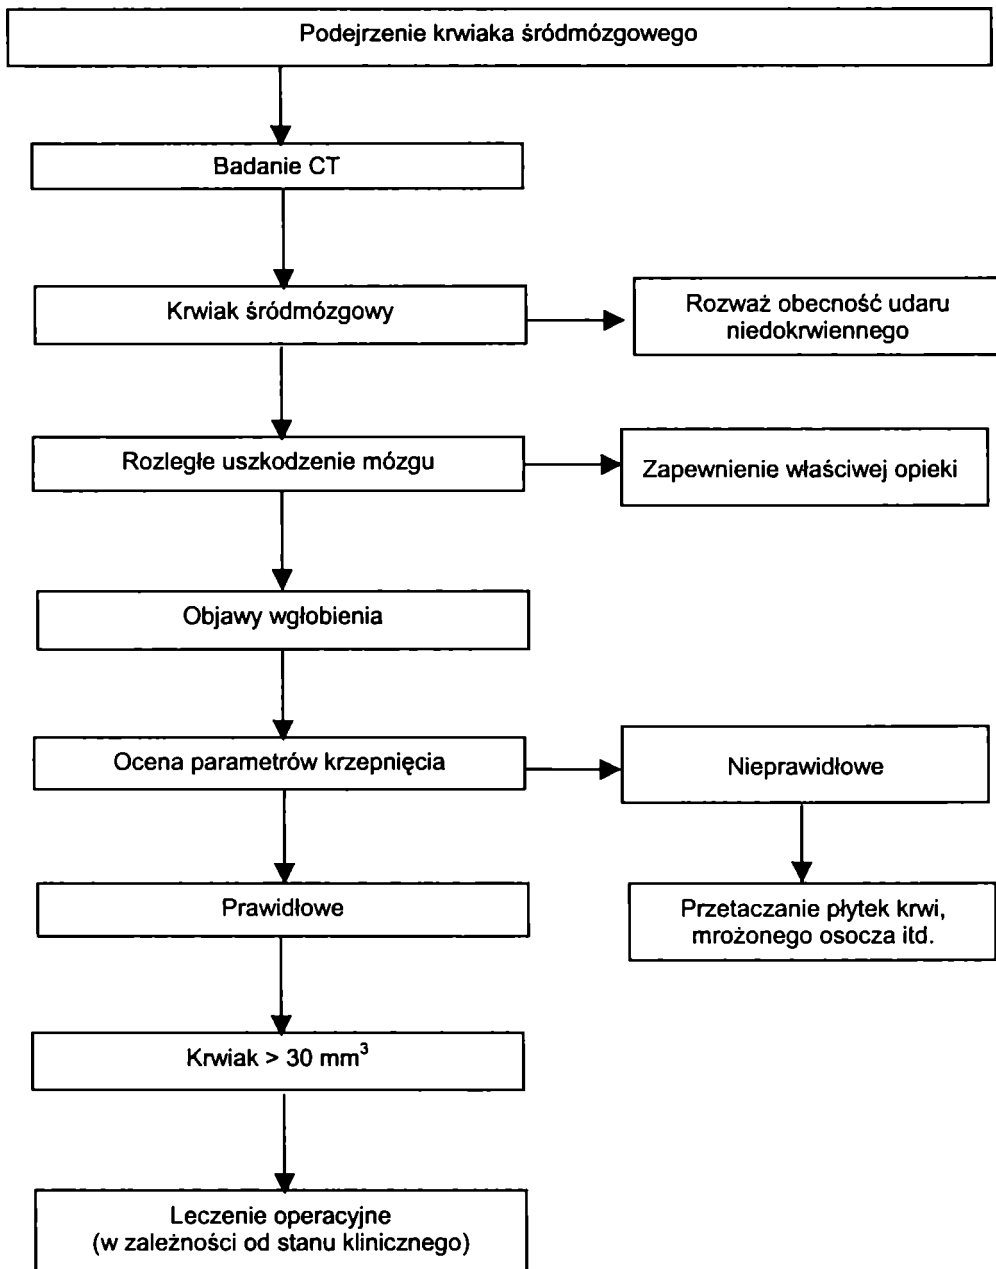 Podejrzenie krwiaka śródmózgowego
Badanie CT
Krwiak śródmózgowy
Rozważ obecność udaru
niedokrwiennego
Rozległe uszkodzenie mózgu
Zapewnienie właściwej opieki
Objawy wgłobienia
Ocena parametrów krzepnięcia
Nieprawidłowe
Prawidłowe
Przetaczanie płytek krwi,
mrożonego osocza itd.
Krwiak > 30 mm³
Leczenie operacyjne
(w zależności od stanu klinicznego)